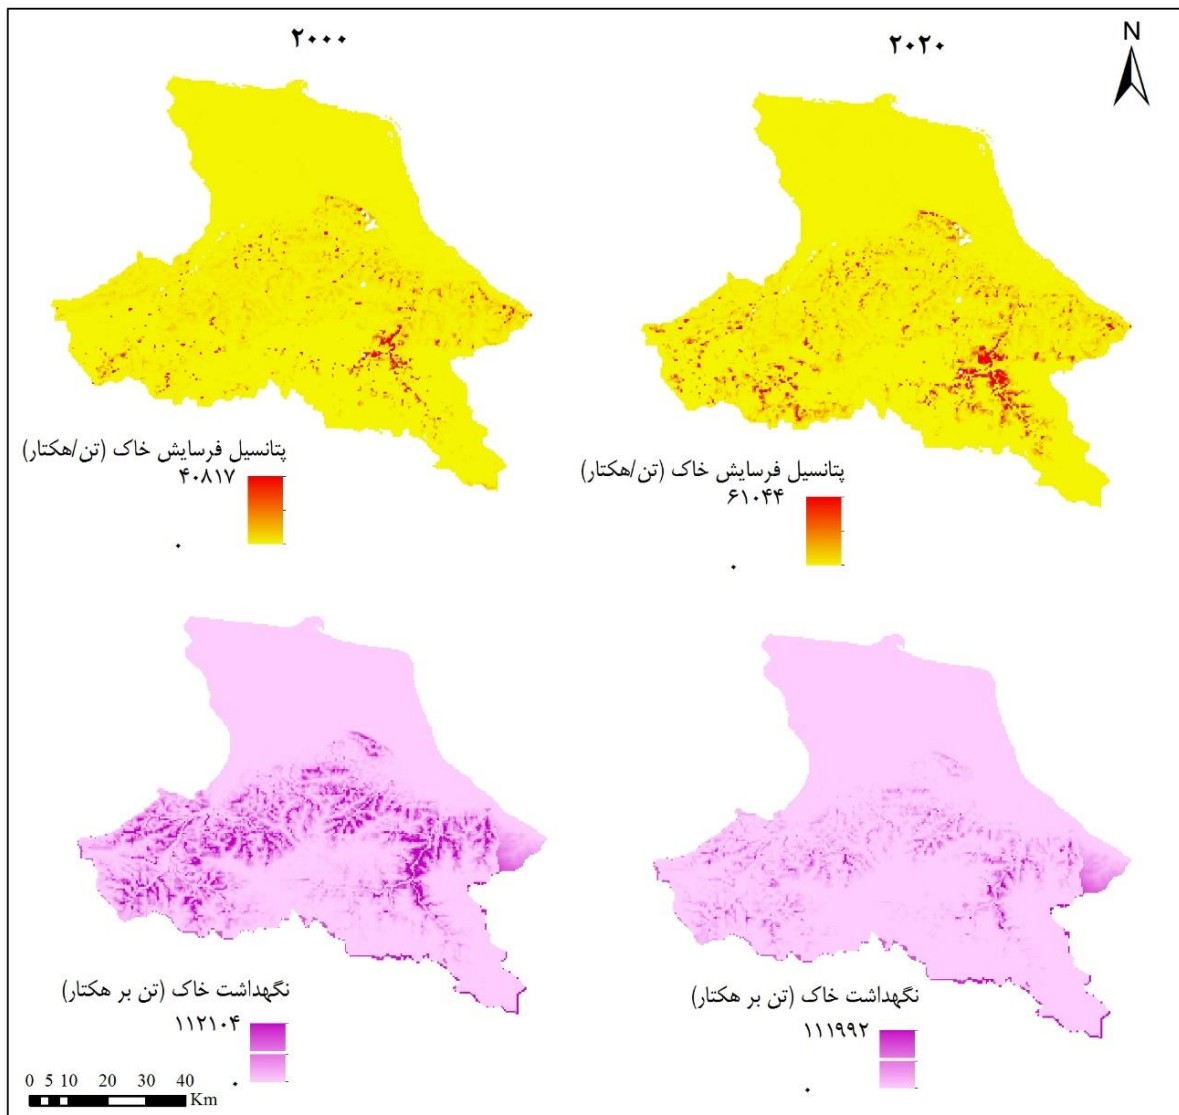 ۲۰۰۰
۲۰۲۰
N
پتانسیل فرسایش خاک (تن/هکتار)
۴۰۸۱۷
۰
پتانسیل فرسایش خاک (تن/هکتار)
۶۱۰۴۴
۰
نگهداشت خاک (تن بر هکتار)
۱۱۲۱۰۴
۰
نگهداشت خاک (تن بر هکتار)
۱۱۱۹۹۲
۰
0 5 10 20 30 40
Km